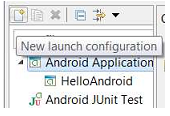 New launch configuration
Android Application
HelloAndroid
Android JUnit Test